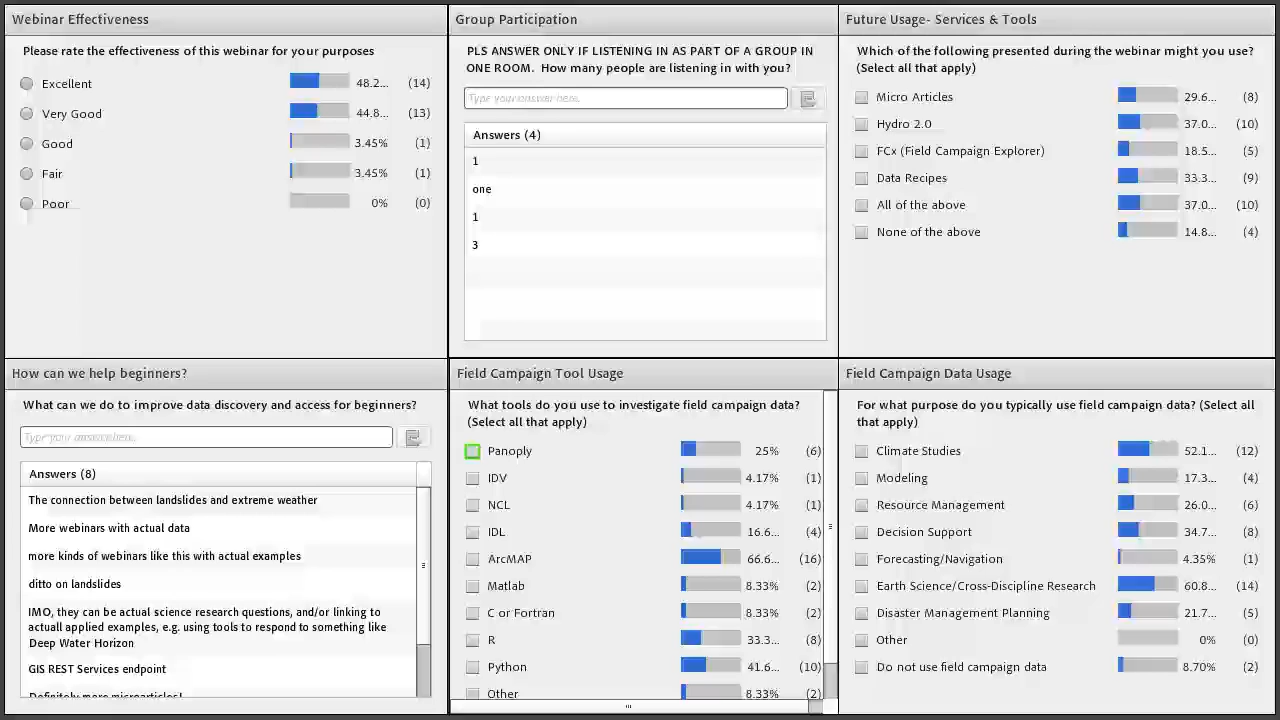 Webinar Effectiveness
Please rate the effectiveness of this webinar for your purposes
Excellent 48.2... (14)
Very Good 44.8... (13)
Good 3.45% (1)
Fair 3.45% (1)
Poor 0% (0)
Group Participation
PLS ANSWER ONLY IF LISTENING IN AS PART OF A GROUP IN
ONE ROOM. How many people are listening in with you?
Type your answer here.
Answers (4)
1
one
1
3
Future Usage- Services & Tools
Which of the following presented during the webinar might you use?
(Select all that apply)
Micro Articles 29.6... (8)
Hydro 2.0 37.0... (10)
FCx (Field Campaign Explorer) 18.5... (5)
Data Recipes 33.3... (9)
All of the above 37.0... (10)
None of the above 14.8... (4)
How can we help beginners?
What can we do to improve data discovery and access for beginners?
Type your answer here.
Answers (8)
The connection between landslides and extreme weather
More webinars with actual data
more kinds of webinars like this with actual examples
ditto on landslides
IMO, they can be actual science research questions, and/or linking to
actuall applied examples, e.g. using tools to respond to something like
Deep Water Horizon
GIS REST Services endpoint
Definitely more microarticles!
Field Campaign Tool Usage
What tools do you use to investigate field campaign data?
(Select all that apply)
Panoply 25% (6)
IDV 4.17% (1)
NCL 4.17% (1)
IDL 16.6... (4)
ArcMAP 66.6... (16)
Matlab 8.33% (2)
C or Fortran 8.33% (2)
R 33.3... (8)
Python 41.6... (10)
Other 8.33% (2)
Field Campaign Data Usage
For what purpose do you typically use field campaign data? (Select all
that apply)
Climate Studies 52.1... (12)
Modeling 17.3... (4)
Resource Management 26.0... (6)
Decision Support 34.7... (8)
Forecasting/Navigation 4.35% (1)
Earth Science/Cross-Discipline Research 60.8... (14)
Disaster Management Planning 21.7... (5)
Other 0% (0)
Do not use field campaign data 8.70% (2)